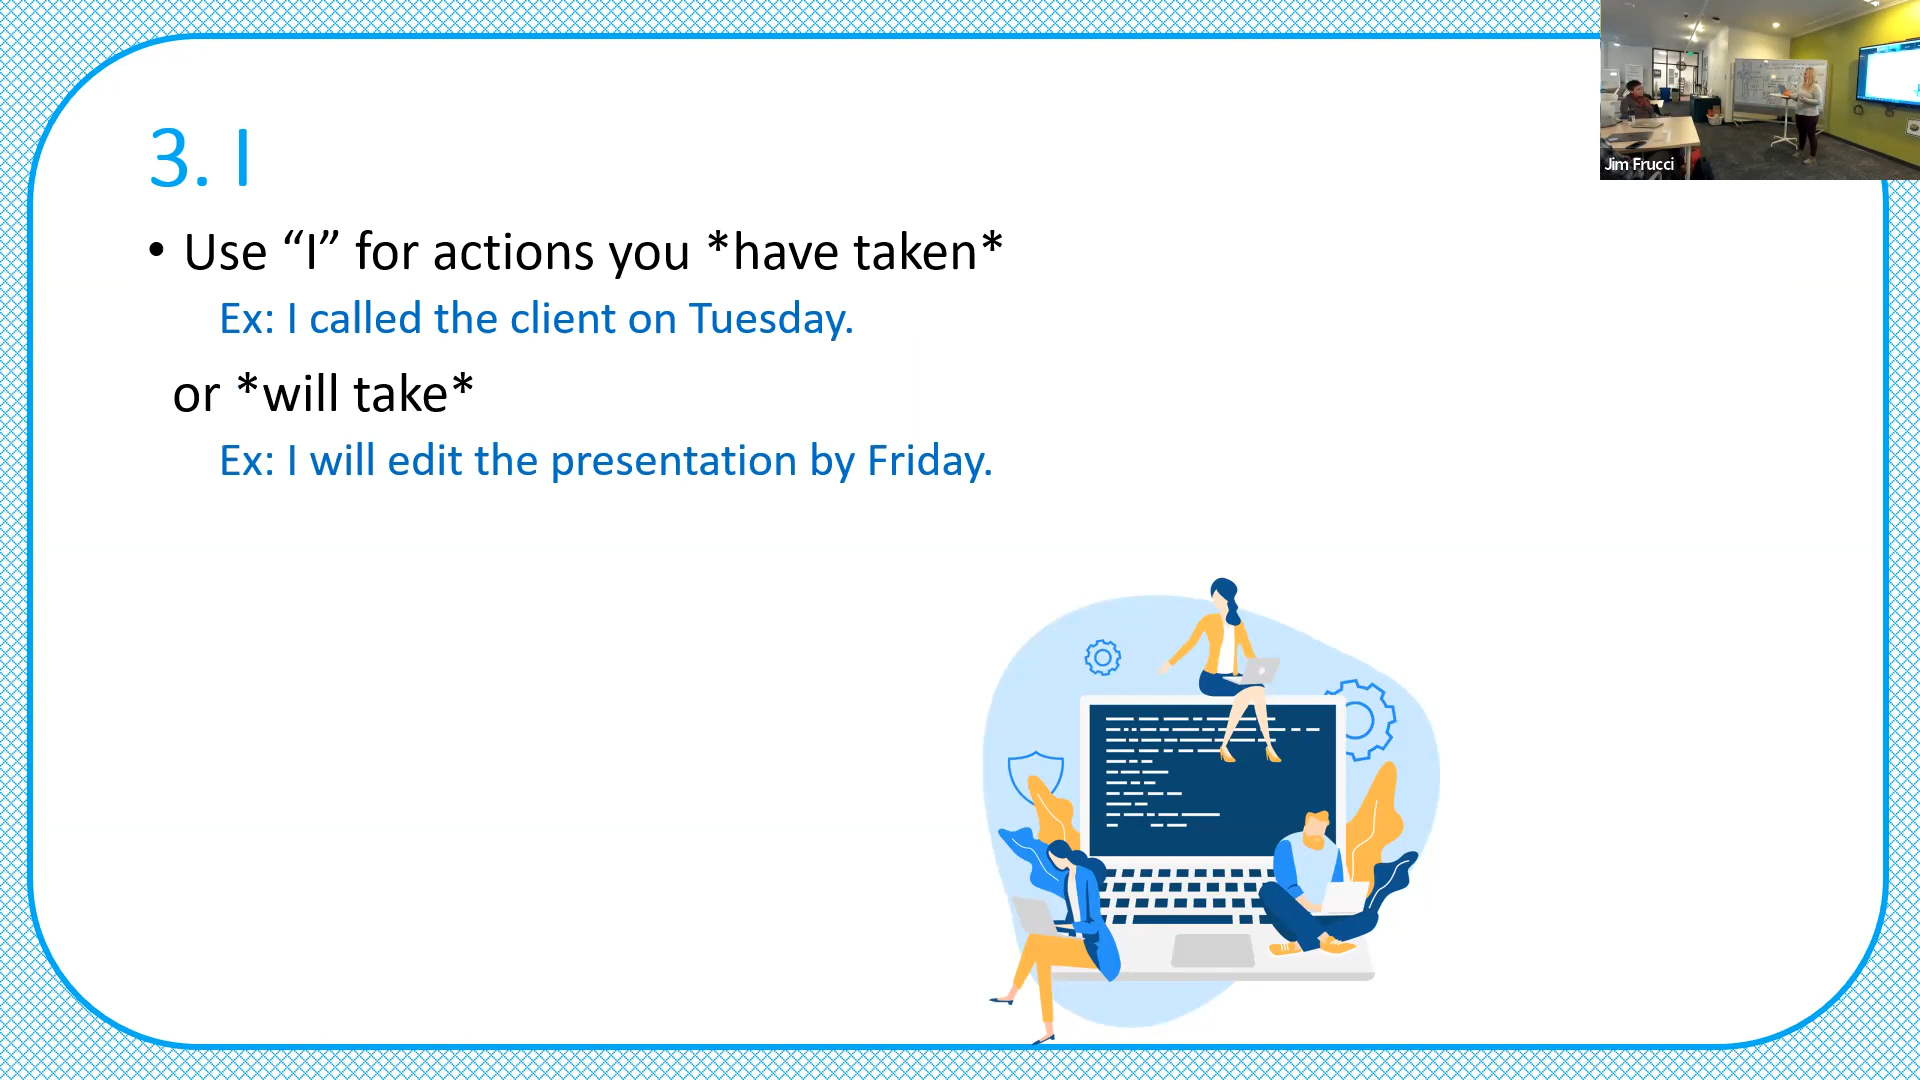 3. I
• Use “I” for actions you *have taken*
Ex: I called the client on Tuesday.
or *will take*
Ex: I will edit the presentation by Friday.
Jim Frucci